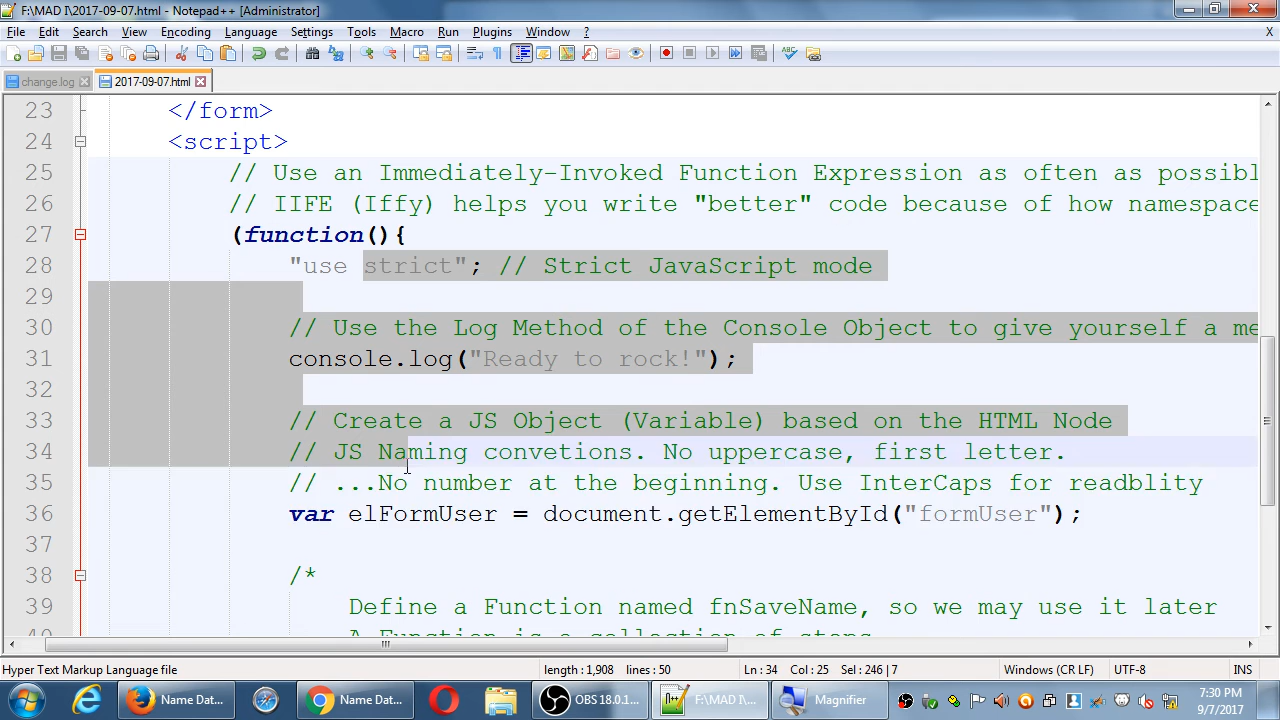 F:\MAD I\2017-09-07.html - Notepad++ [Administrator]
File Edit Search View Encoding Language Settings Tools Macro Run Plugins Window ? X
change.log 2017-09-07.html
23 </form>
24 <script>
25 // Use an Immediately-Invoked Function Expression as often as possibl
26 // IIFE (Iffy) helps you write "better" code because of how namespace
27 (function(){
28 "use strict"; // Strict JavaScript mode
29
30 // Use the Log Method of the Console Object to give yourself a me
31 console.log("Ready to rock!");
32
33 // Create a JS Object (Variable) based on the HTML Node
34 // JS Naming convetions. No uppercase, first letter.
35 // ...No number at the beginning. Use InterCaps for readblity
36 var elFormUser = document.getElementById("formUser");
37
38 /*
39 Define a Function named fnSaveName, so we may use it later
40 A Function is a collection of steps
Hyper Text Markup Language file length : 1,908 lines : 50 Ln : 34 Col : 25 Sel : 246 | 7 Windows (CR LF) UTF-8 INS
Name Dat... Name Dat... OBS 18.0.1... F:\MAD I\... Magnifier 7:30 PM
9/7/2017